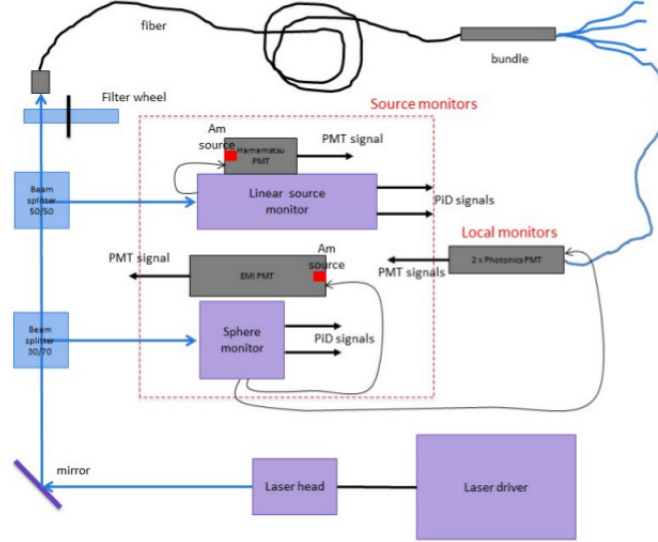 fiber
bundle
Filter wheel
Source monitors
Am
source
Hamamatsu
PMT
PMT signal
Beam
splitter
50/50
Linear source
monitor
PiD signals
Local monitors
PMT signal
Am
source
EMI PMT
PMT signals
2 x Photonics PMT
Beam
splitter
30/70
Sphere
monitor
PiD signals
mirror
Laser head
Laser driver